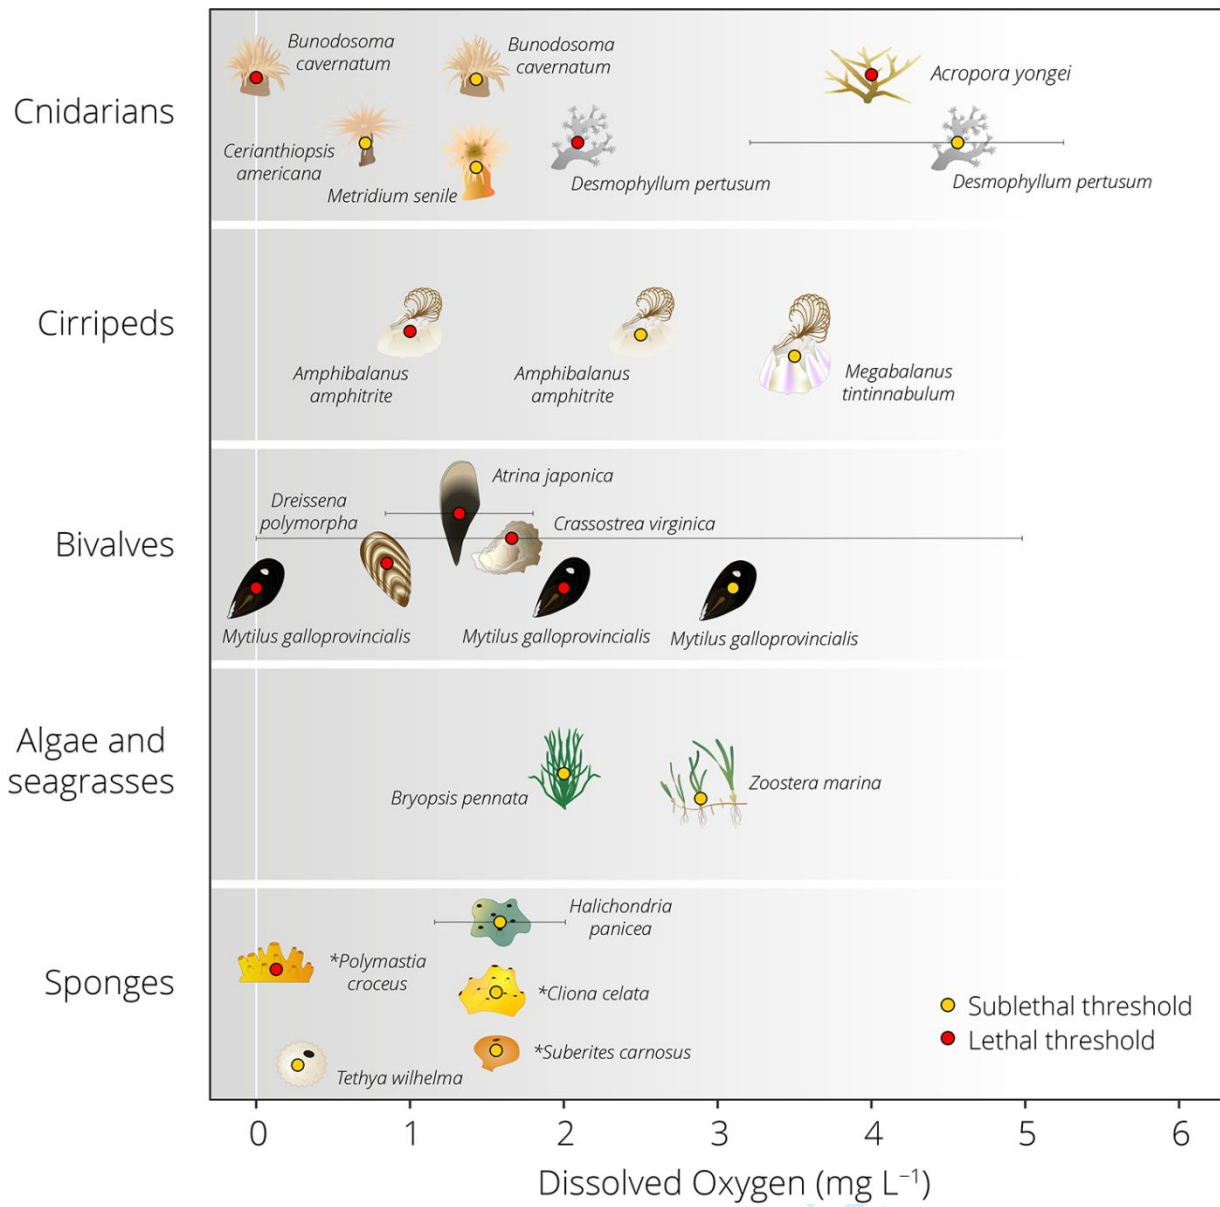 Cnidarians
Bunodosoma
cavernatum
Bunodosoma
cavernatum
Acropora yongei
Cerianthiopsis
americana
Metridium senile
Desmophyllum pertusum
Desmophyllum pertusum
Cirripeds
Amphibalanus
amphitrite
Amphibalanus
amphitrite
Megabalanus
tintinnabulum
Bivalves
Atrina japonica
Dreissena
polymorpha
Crassostrea virginica
Mytilus galloprovincialis
Mytilus galloprovincialis
Mytilus galloprovincialis
Algae and
seagrasses
Bryopsis pennata
Zoostera marina
Sponges
Halichondria
panicea
*Polymastia
croceus
*Cliona celata
*Suberites carnosus
Tethya wilhelma
Sublethal threshold
Lethal threshold
0 1 2 3 4 5 6
Dissolved Oxygen (mg L⁻¹)